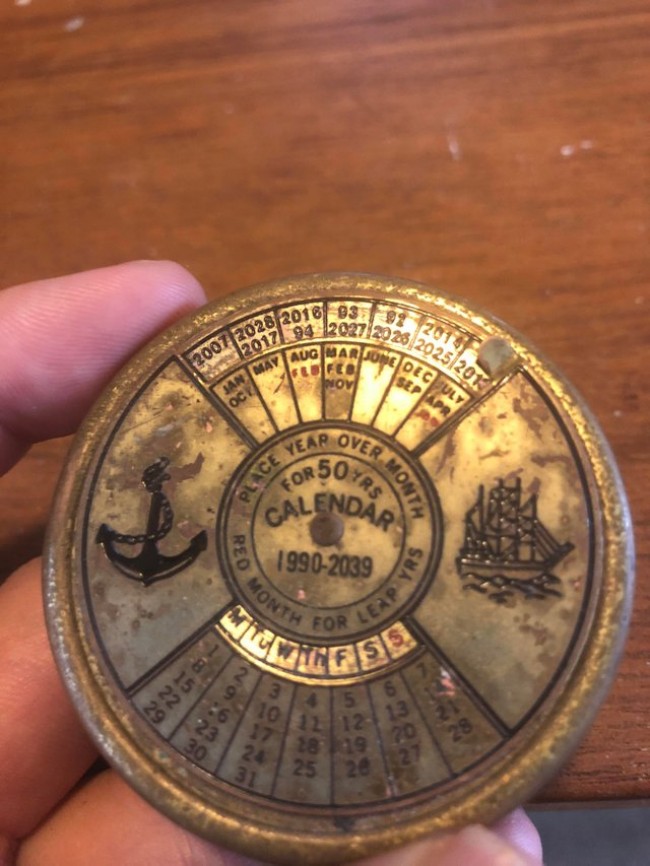 2007 2028 2016 93 92 2014
2017 94 2027 2026 2025
JAN MAY AUG MAR JUNE DEC JULY
OCT FEB FEB SEP APR
NOV
PLACE YEAR OVER MONTH
FOR 50 YRS
CALENDAR
1990-2039
RED MONTH FOR LEAP YRS
M TU W TH F S S
1 2 3 4 5 6 7
8 9 10 11 12 13
15 17 18 19 20 21
22 23 24 25 26 27 28
29 30 31